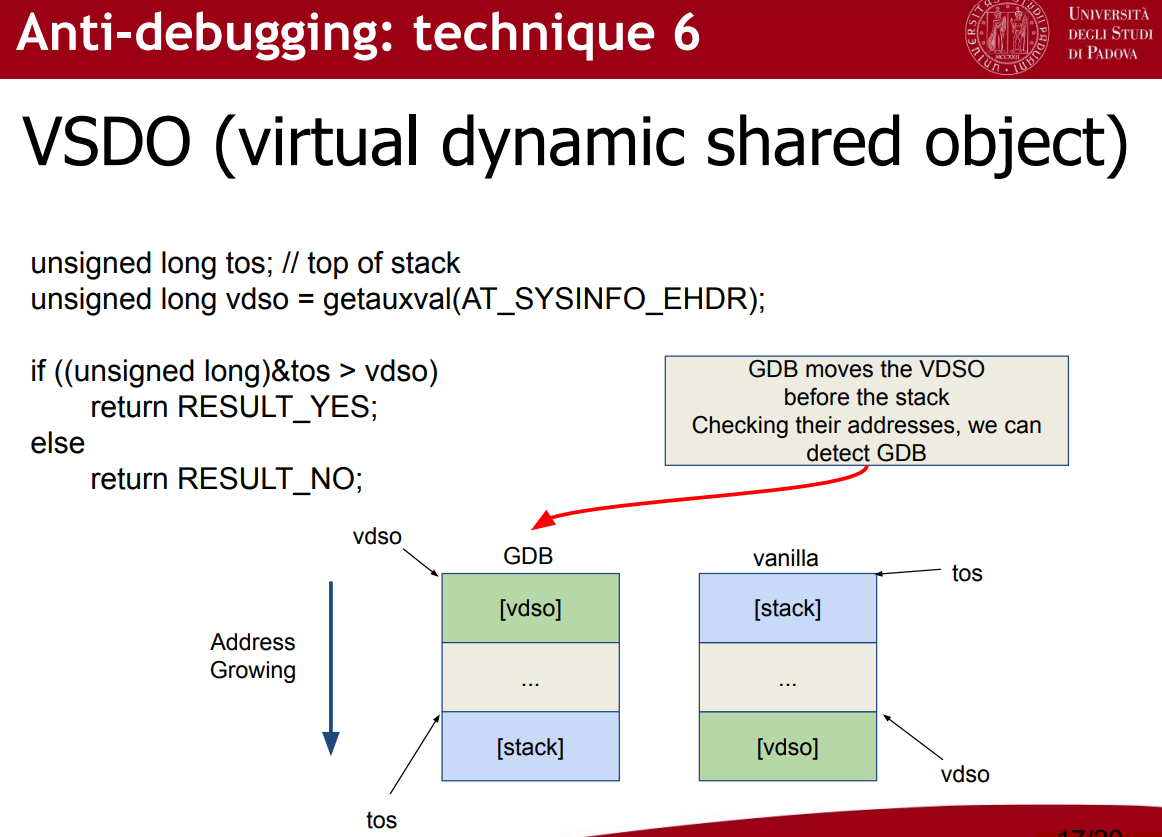 Anti-debugging: technique 6
UNIVERSITÀ
DEGLI STUDI
DI PADOVA
VSDO (virtual dynamic shared object)
unsigned long tos; // top of stack
unsigned long vdso = getauxval(AT_SYSINFO_EHDR);
if ((unsigned long)&tos > vdso)
return RESULT_YES;
else
return RESULT_NO;
GDB moves the VDSO
before the stack
Checking their addresses, we can
detect GDB
vdso
GDB
vanilla
tos
[vdso]
[stack]
Address
Growing
...
...
[stack]
[vdso]
vdso
tos